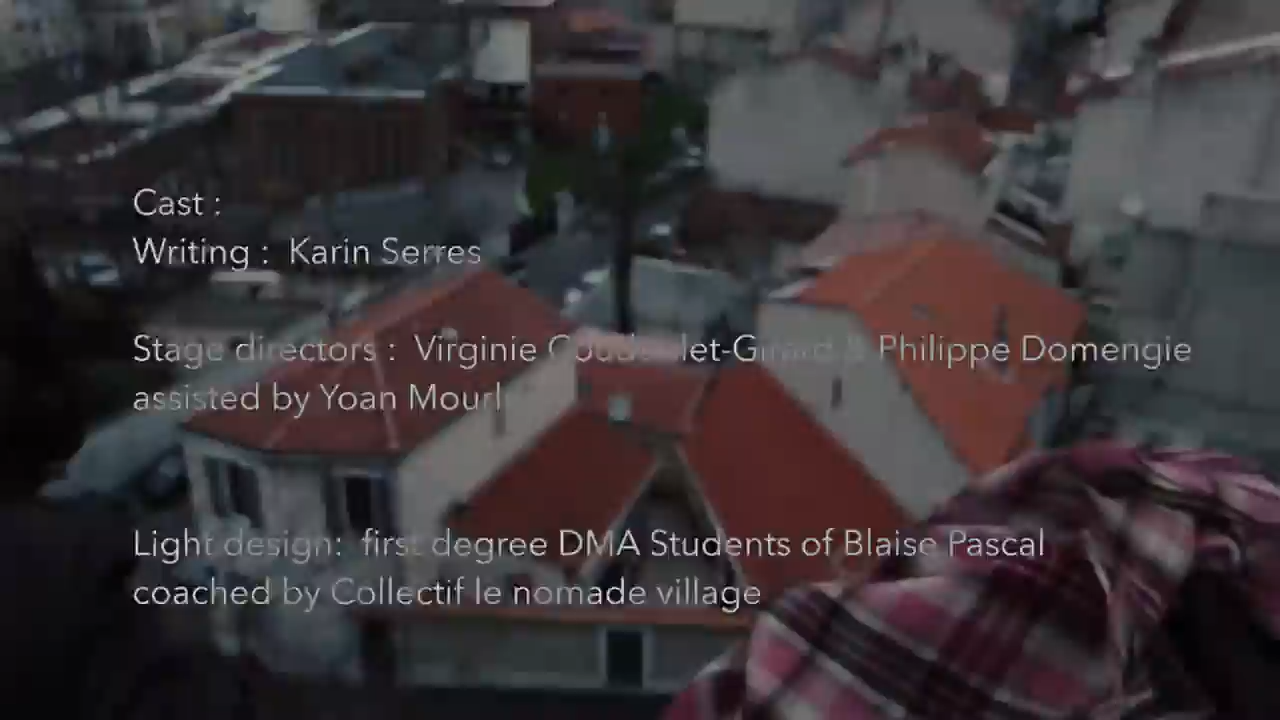 Cast :
Writing : Karin Serres
Stage directors : Virginie & Philippe Domengie
assisted by Yoan Mourl
Light design: first degree DMA Students of Blaise Pascal
coached by Collectif le nomade village